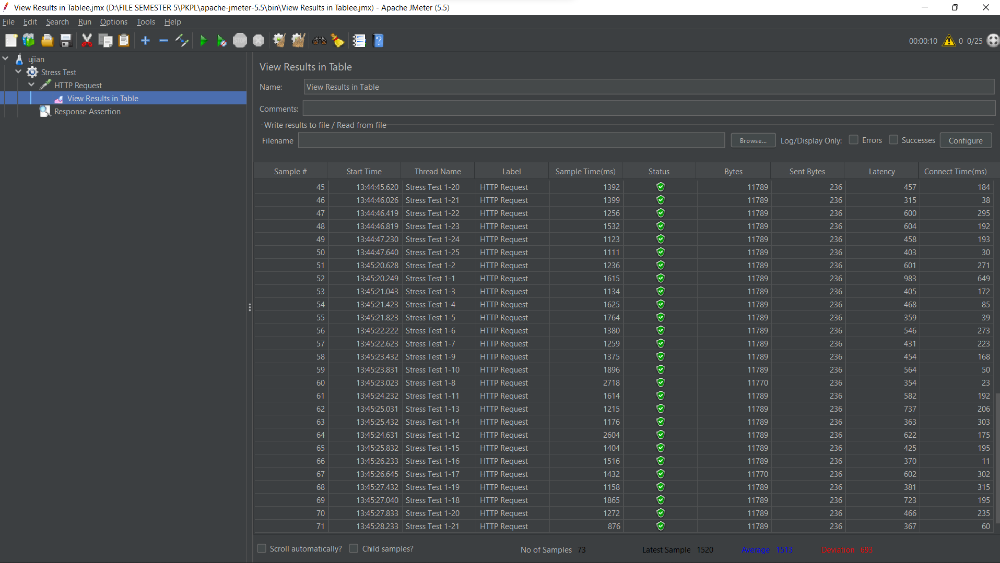 View Results in Tablee.jmx (D:\FILE SEMESTER 5\PKPL\apache-jmeter-5.5\bin\View Results in Tablee.jmx) - Apache JMeter (5.5)
File Edit Search Run Options Tools Help
STOP 00:00:10 0 0/25
ujian
Stress Test
HTTP Request
View Results in Table
Response Assertion
View Results in Table
Name: View Results in Table
Comments:
Write results to file / Read from file
Filename Browse... Log/Display Only: Errors Successes Configure
Sample # Start Time Thread Name Label Sample Time(ms) Status Bytes Sent Bytes Latency Connect Time(ms)
45 13:44:45.620 Stress Test 1-20 HTTP Request 1392 11789 236 457 184
46 13:44:46.026 Stress Test 1-21 HTTP Request 1399 11789 236 315 38
47 13:44:46.419 Stress Test 1-22 HTTP Request 1256 11789 236 600 295
48 13:44:46.819 Stress Test 1-23 HTTP Request 1532 11789 236 604 192
49 13:44:47.230 Stress Test 1-24 HTTP Request 1123 11789 236 458 193
50 13:44:47.640 Stress Test 1-25 HTTP Request 1111 11789 236 403 30
51 13:45:20.628 Stress Test 1-2 HTTP Request 1236 11789 236 601 271
52 13:45:20.249 Stress Test 1-1 HTTP Request 1615 11789 236 983 649
53 13:45:21.043 Stress Test 1-3 HTTP Request 1134 11789 236 405 172
54 13:45:21.423 Stress Test 1-4 HTTP Request 1625 11789 236 468 85
55 13:45:21.823 Stress Test 1-5 HTTP Request 1764 11789 236 359 39
56 13:45:22.222 Stress Test 1-6 HTTP Request 1380 11789 236 546 273
57 13:45:22.623 Stress Test 1-7 HTTP Request 1259 11789 236 431 223
58 13:45:23.432 Stress Test 1-9 HTTP Request 1375 11789 236 454 168
59 13:45:23.831 Stress Test 1-10 HTTP Request 1896 11789 236 564 50
60 13:45:23.023 Stress Test 1-8 HTTP Request 2718 11770 236 354 23
61 13:45:24.232 Stress Test 1-11 HTTP Request 1614 11789 236 582 192
62 13:45:25.031 Stress Test 1-13 HTTP Request 1215 11789 236 737 206
63 13:45:25.432 Stress Test 1-14 HTTP Request 1176 11789 236 363 303
64 13:45:24.631 Stress Test 1-12 HTTP Request 2604 11789 236 622 175
65 13:45:25.832 Stress Test 1-15 HTTP Request 1404 11789 236 425 195
66 13:45:26.233 Stress Test 1-16 HTTP Request 1516 11789 236 370 11
67 13:45:26.645 Stress Test 1-17 HTTP Request 1432 11770 236 602 302
68 13:45:27.432 Stress Test 1-19 HTTP Request 1158 11789 236 381 315
69 13:45:27.040 Stress Test 1-18 HTTP Request 1865 11789 236 723 195
70 13:45:27.833 Stress Test 1-20 HTTP Request 1272 11789 236 466 235
71 13:45:28.233 Stress Test 1-21 HTTP Request 876 11789 236 367 60
Scroll automatically? Child samples? No of Samples 73 Latest Sample 1520 Average 1513 Deviation 693